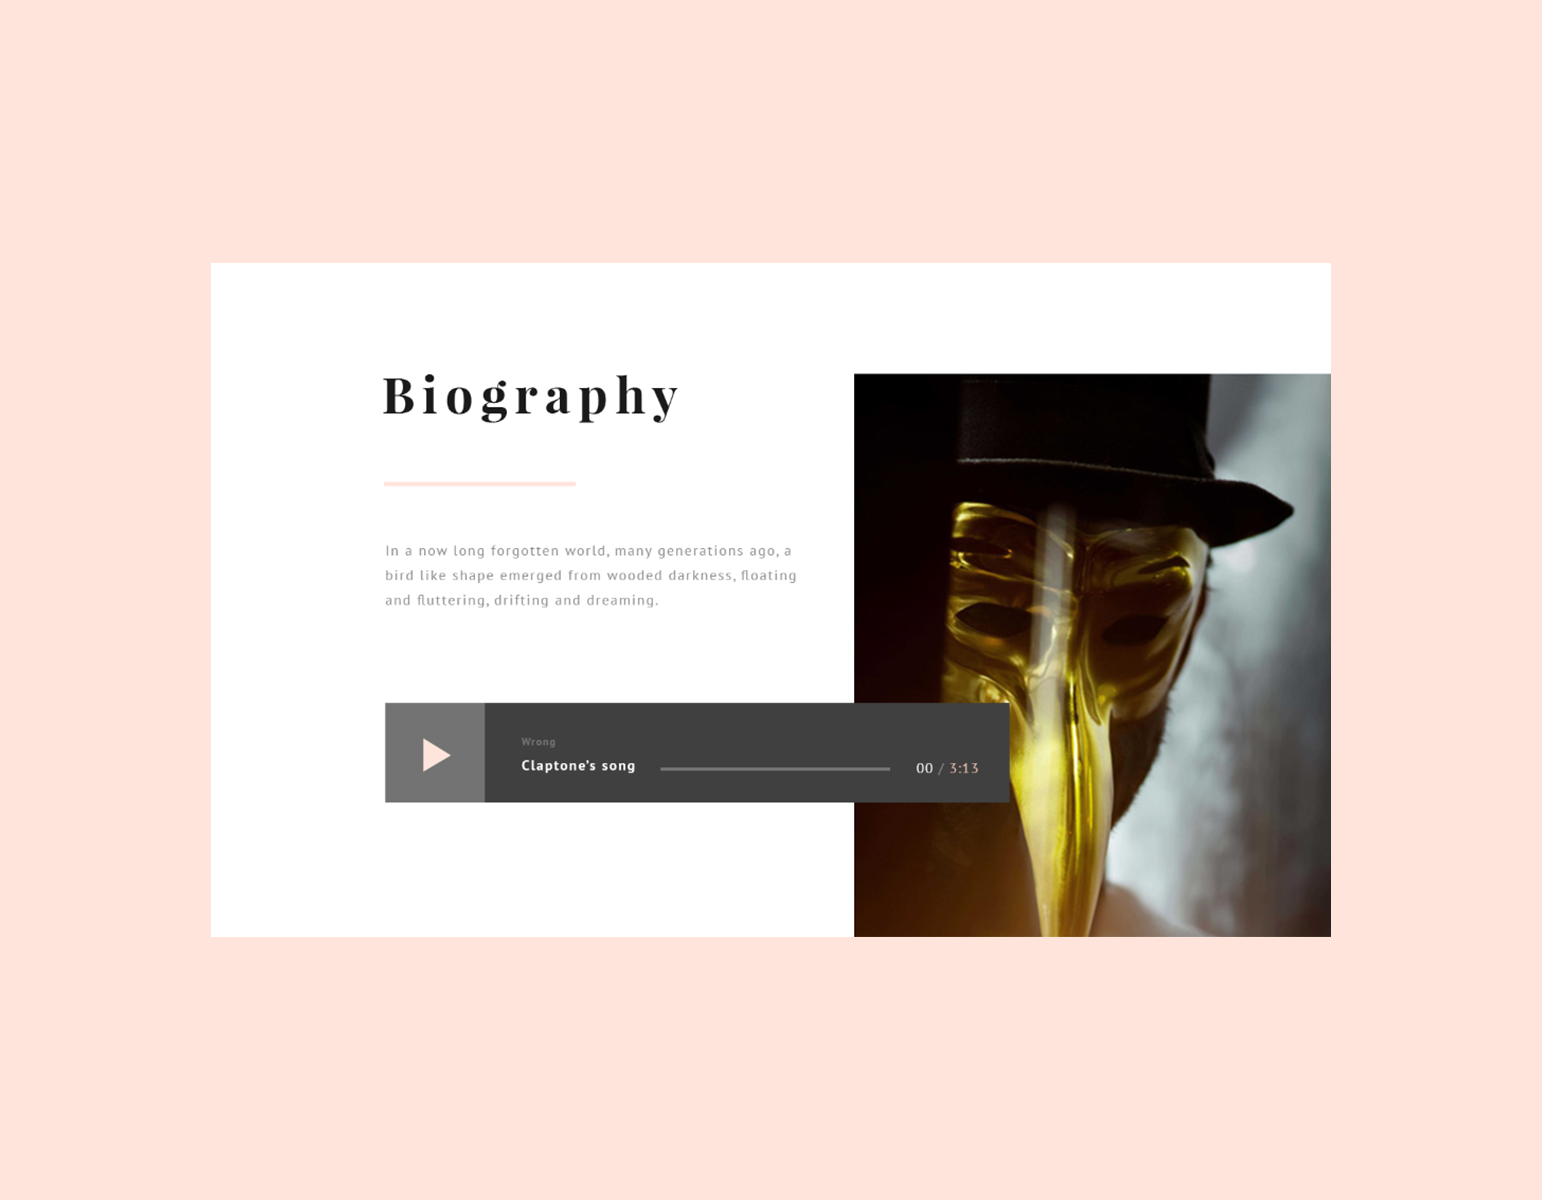 Biography
In a now long forgotten world, many generations ago, a
bird like shape emerged from wooded darkness, floating
and fluttering, drifting and dreaming.
Wrong
Claptone's song
00 / 3:13